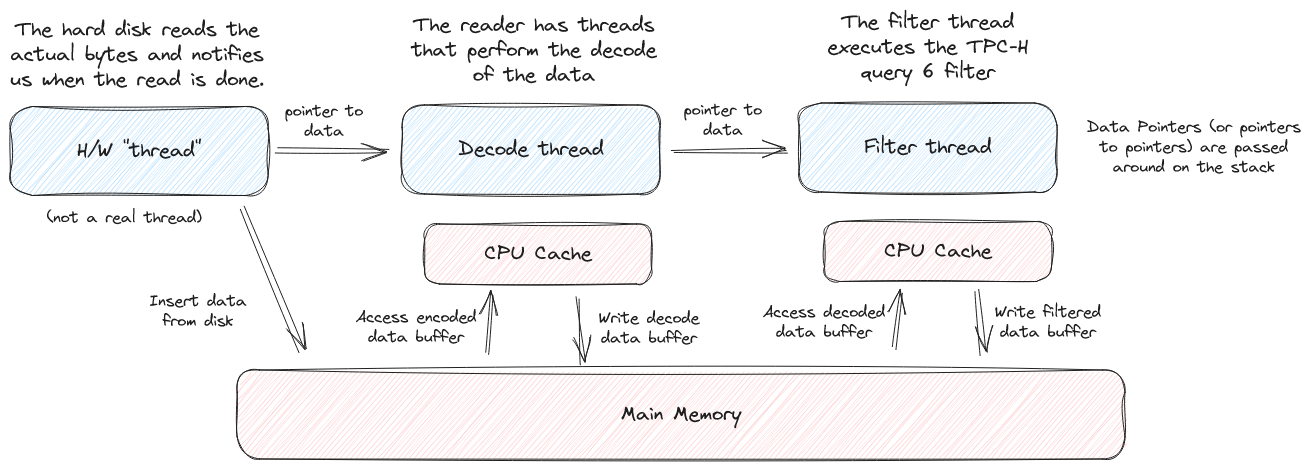 The hard disk reads the
actual bytes and notifies
us when the read is done.
The reader has threads
that perform the decode
of the data
The filter thread
executes the TPC-H
query 6 filter
H/W "thread"
pointer to
data
Decode thread
pointer to
data
Filter thread
Data Pointers (or pointers
to pointers) are passed
around on the stack
(not a real thread)
CPU Cache
CPU Cache
Insert data
from disk
Access encoded
data buffer
Write decode
data buffer
Access decoded
data buffer
Write filtered
data buffer
Main Memory